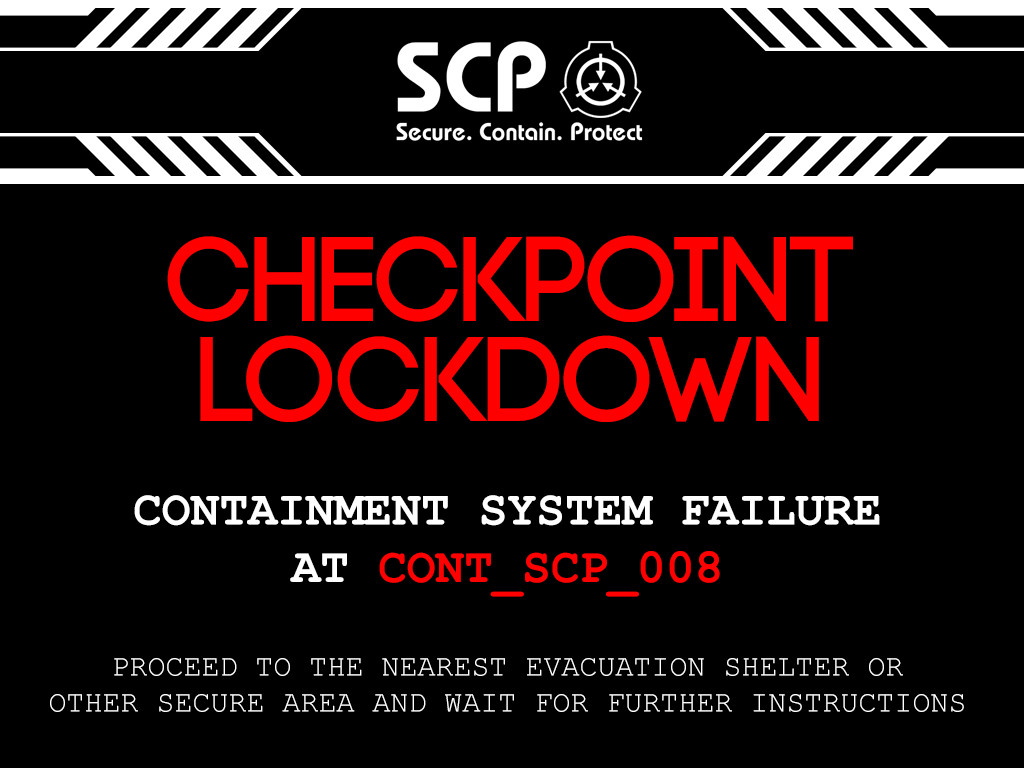 SCP
Secure. Contain. Protect
CHECKPOINT
LOCKDOWN
CONTAINMENT SYSTEM FAILURE
AT CONT_SCP_008
PROCEED TO THE NEAREST EVACUATION SHELTER OR
OTHER SECURE AREA AND WAIT FOR FURTHER INSTRUCTIONS